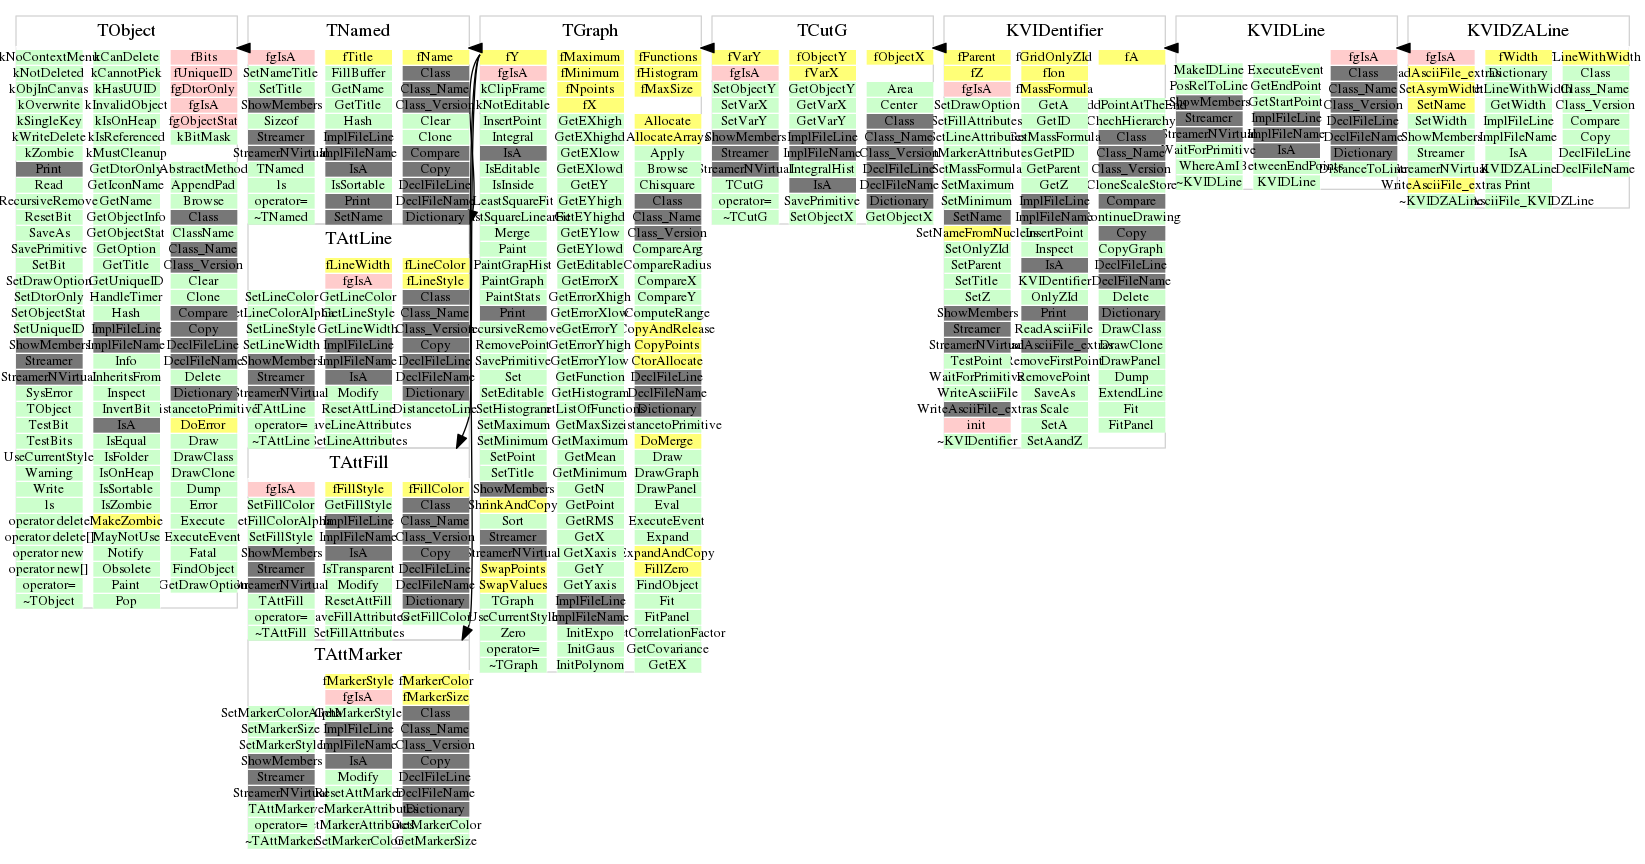 TObject
kNoContextMenu kCanDelete fBits
kNotDeleted kCannotPick fUniqueID
kObjInCanvas kHasUUID fgDtorOnly
kOverwrite kInvalidObject fgIsA
kSingleKey kIsOnHeap fgObjectStat
kWriteDelete kIsReferenced kBitMask
kZombie kMustCleanup
Print GetDtorOnly AbstractMethod
Read GetIconName AppendPad
RecursiveRemove GetName Browse
ResetBit GetObjectInfo Class
SaveAs GetObjectStat ClassName
SavePrimitive GetOption Class_Name
SetBit GetTitle Class_Version
SetDrawOption GetUniqueID Clear
SetDtorOnly HandleTimer Clone
SetObjectStat Hash Compare
SetUniqueID ImplFileLine Copy
ShowMembers ImplFileName DeclFileLine
Streamer Info DeclFileName
StreamerNVirtual InheritsFrom Delete
SysError Inspect Dictionary
TObject InvertBit istancetoPrimitive
TestBit IsA DoError
TestBits IsEqual Draw
UseCurrentStyle IsFolder DrawClass
Warning IsOnHeap DrawClone
Write IsSortable Dump
ls IsZombie Error
operator delete MakeZombie Execute
operator delete[] MayNotUse ExecuteEvent
operator new Notify Fatal
operator new[] Obsolete FindObject
operator= Paint GetDrawOption
~TObject Pop
TNamed
fgIsA fTitle fName
SetNameTitle FillBuffer Class
SetTitle GetName Class_Name
ShowMembers GetTitle Class_Version
Sizeof Hash Clear
Streamer ImplFileLine Clone
StreamerNVirtual ImplFileName Compare
TNamed IsA Copy
ls IsSortable DeclFileLine
operator= Print DeclFileName
~TNamed SetName Dictionary
TAttLine
fLineWidth fLineColor
fgIsA fLineStyle
SetLineColor GetLineColor Class
etLineColorAlpha GetLineStyle Class_Name
SetLineStyle GetLineWidth Class_Version
SetLineWidth ImplFileLine Copy
ShowMembers ImplFileName DeclFileLine
Streamer IsA DeclFileName
StreamerNVirtual Modify Dictionary
TAttLine ResetAttLine DistancetoLine
operator= aveLineAttributes
~TAttLine SetLineAttributes
TAttFill
fgIsA fFillStyle fFillColor
SetFillColor GetFillStyle Class
etFillColorAlpha ImplFileLine Class_Name
SetFillStyle ImplFileName Class_Version
ShowMembers IsA Copy
Streamer IsTransparent DeclFileLine
StreamerNVirtual Modify DeclFileName
TAttFill ResetAttFill Dictionary
operator= aveFillAttributes GetFillColor
~TAttFill SetFillAttributes
TAttMarker
fMarkerStyle fMarkerColor
fgIsA fMarkerSize
SetMarkerColorAlpha GetMarkerStyle Class
SetMarkerSize ImplFileLine Class_Name
SetMarkerStyle ImplFileName Class_Version
ShowMembers IsA Copy
Streamer Modify DeclFileLine
StreamerNVirtual ResetAttMarker DeclFileName
TAttMarker veMarkerAttributes Dictionary
operator= etMarkerAttributes GetMarkerColor
~TAttMarker SetMarkerColor GetMarkerSize
TGraph
fY fMaximum fFunctions
fgIsA fMinimum fHistogram
kClipFrame fNpoints fMaxSize
kNotEditable fX
InsertPoint GetEXhigh Allocate
Integral GetEXhighd AllocateArrays
IsA GetEXlow Apply
IsEditable GetEXlowd Browse
IsInside GetEY Chisquare
LeastSquareFit GetEYhigh Class
GetEYhighd Class_Name
Merge GetEYlow Class_Version
Paint GetEYlowd CompareArg
PaintGrapHist GetEditable CompareRadius
PaintGraph GetErrorX CompareX
PaintStats GetErrorXhigh CompareY
Print GetErrorXlow ComputeRange
ecursiveRemove GetErrorY CopyAndRelease
RemovePoint GetErrorYhigh CopyPoints
SavePrimitive GetErrorYlow CtorAllocate
Set GetFunction DeclFileLine
SetEditable GetHistogram DeclFileName
SetHistogram etListOfFunctions Dictionary
SetMaximum GetMaxSize istancetoPrimitive
SetMinimum GetMaximum DoMerge
SetPoint GetMean Draw
SetTitle GetMinimum DrawGraph
ShowMembers GetN DrawPanel
ShrinkAndCopy GetPoint Eval
Sort GetRMS ExecuteEvent
Streamer GetX Expand
StreamerNVirtual GetXaxis ExpandAndCopy
SwapPoints GetY FillZero
SwapValues GetYaxis FindObject
TGraph ImplFileLine Fit
UseCurrentStyle ImplFileName FitPanel
Zero InitExpo tCorrelationFactor
operator= InitGaus GetCovariance
~TGraph InitPolynom GetEX
TCutG
fVarY fObjectY fObjectX
fgIsA fVarX
SetObjectY GetObjectY Area
SetVarX GetVarX Center
SetVarY GetVarY Class
ShowMembers ImplFileLine Class_Name
Streamer ImplFileName Class_Version
StreamerNVirtual IntegralHist DeclFileLine
TCutG IsA DeclFileName
operator= SavePrimitive Dictionary
~TCutG SetObjectX GetObjectX
KVIDentifier
fParent fGridOnlyZId fA
fZ fIon
fgIsA fMassFormula
SetDrawOption GetA ddPointAtTheEnd
SetFillAttributes GetID ChechHierarchy
SetLineAttributes GetMassFormula Class
MarkerAttributes GetPID Class_Name
SetMassFormula GetParent Class_Version
SetMaximum GetZ CloneScaleStore
SetMinimum ImplFileLine Compare
SetName ImplFileName ontinueDrawing
SetNameFromNucleus InsertPoint Copy
SetOnlyZId Inspect CopyGraph
SetParent IsA DeclFileLine
SetTitle KVIDentifier DeclFileName
SetZ OnlyZId Delete
ShowMembers Print Dictionary
Streamer ReadAsciiFile DrawClass
StreamerNVirtual adAsciiFile_extras DrawClone
TestPoint RemoveFirstPoint DrawPanel
WaitForPrimitive RemovePoint Dump
WriteAsciiFile SaveAs ExtendLine
WriteAsciiFile_extras Scale Fit
init SetA FitPanel
~KVIDentifier SetAandZ
KVIDLine
fgIsA
MakeIDLine ExecuteEvent Class
PosRelToLine GetEndPoint Class_Name
ShowMembers GetStartPoint Class_Version
Streamer ImplFileLine DeclFileLine
StreamerNVirtual ImplFileName DeclFileName
WaitForPrimitive IsA Dictionary
WhereAmI BetweenEndPoints DistanceToLine
~KVIDLine KVIDLine
KVIDZALine
fgIsA fWidth LineWithWidth
adAsciiFile_extras Dictionary Class
SetAsymWidth tLineWithWidth Class_Name
SetName GetWidth Class_Version
SetWidth ImplFileLine Compare
ShowMembers ImplFileName Copy
Streamer IsA DeclFileLine
StreamerNVirtual KVIDZALine DeclFileName
WriteAsciiFile_extras Print
~KVIDZALine sciiFile_KVIDZLine